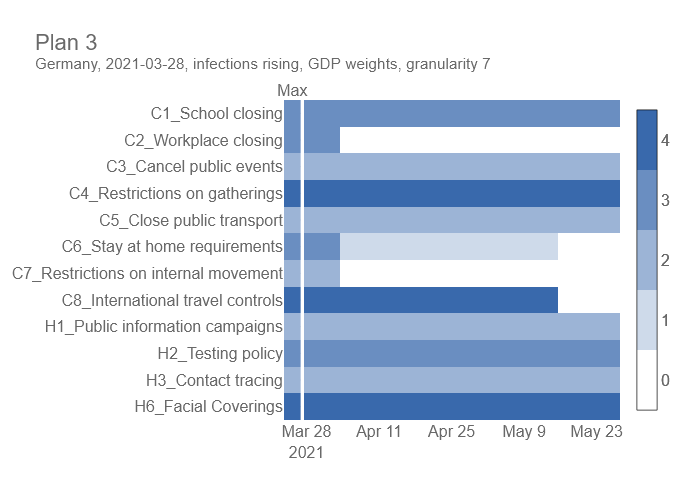 Plan 3
Germany, 2021-03-28, infections rising, GDP weights, granularity 7
Max
C1_School closing
C2_Workplace closing
C3_Cancel public events
C4_Restrictions on gatherings
C5_Close public transport
C6_Stay at home requirements
C7_Restrictions on internal movement
C8_International travel controls
H1_Public information campaigns
H2_Testing policy
H3_Contact tracing
H6_Facial Coverings
Mar 28 Apr 11 Apr 25 May 9 May 23
2021
4
3
2
1
0